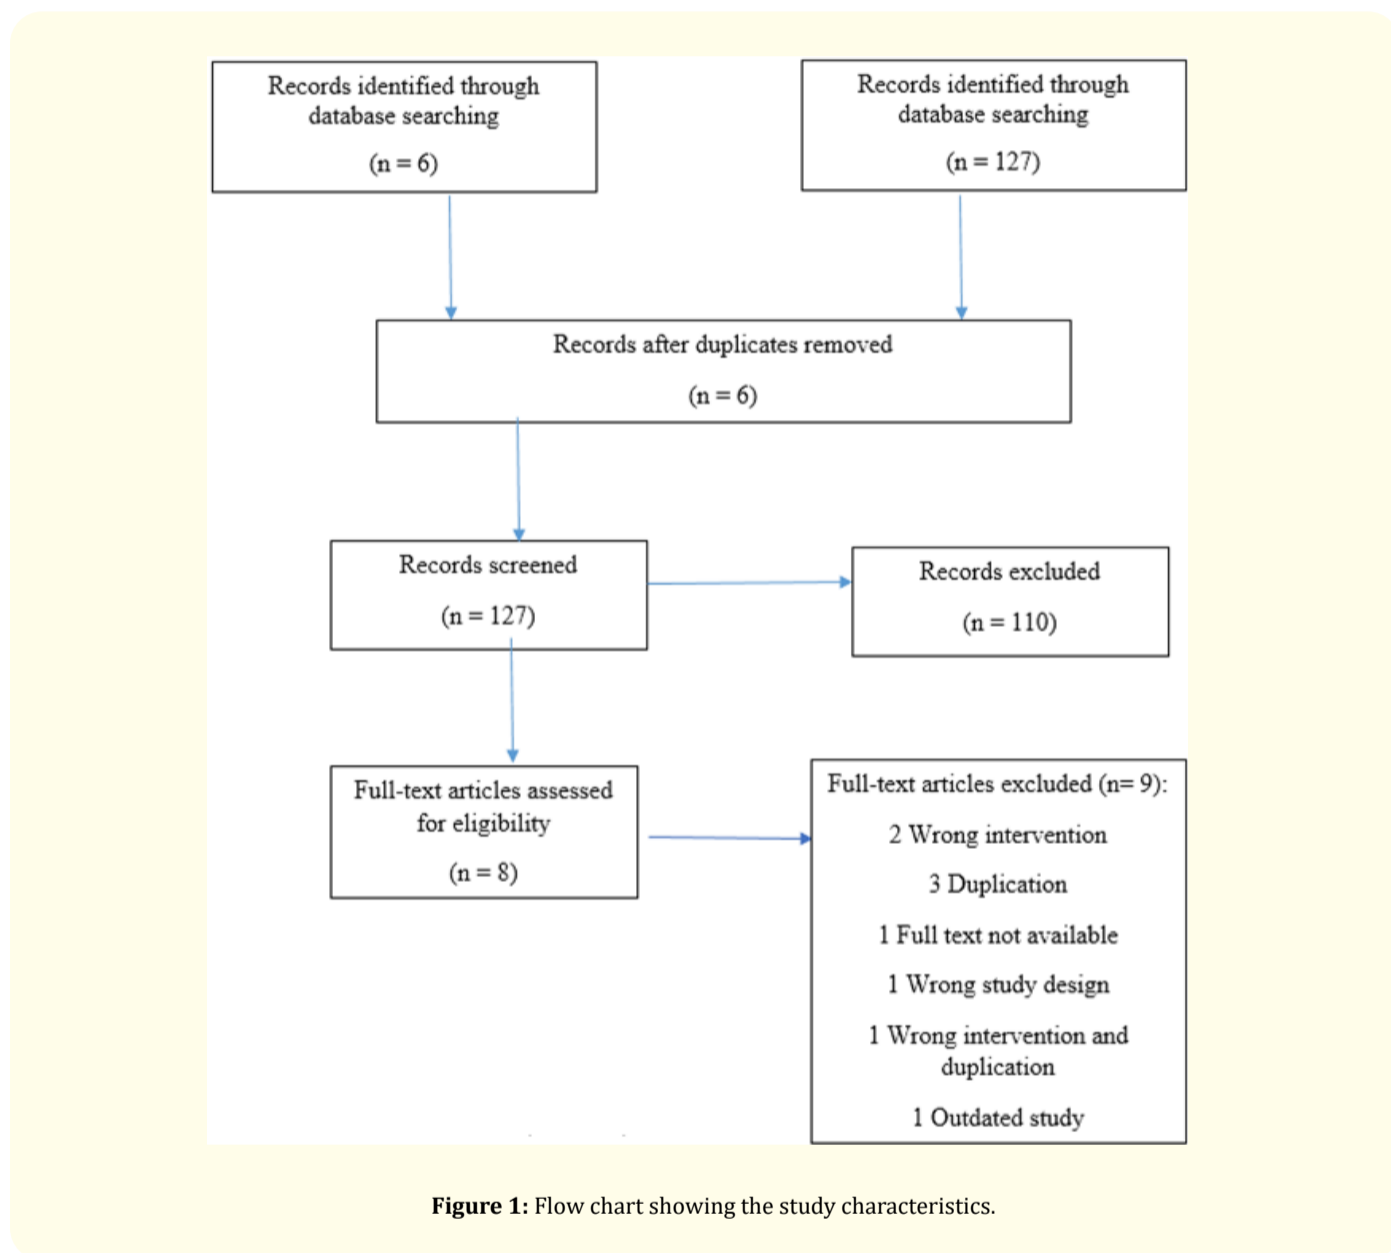 Records identified through
database searching
(n = 6)
Records identified through
database searching
(n = 127)
Records after duplicates removed
(n = 6)
Records screened
(n = 127)
Records excluded
(n = 110)
Full-text articles assessed
for eligibility
(n = 8)
Full-text articles excluded (n= 9):
2 Wrong intervention
3 Duplication
1 Full text not available
1 Wrong study design
1 Wrong intervention and
duplication
1 Outdated study
Figure 1: Flow chart showing the study characteristics.